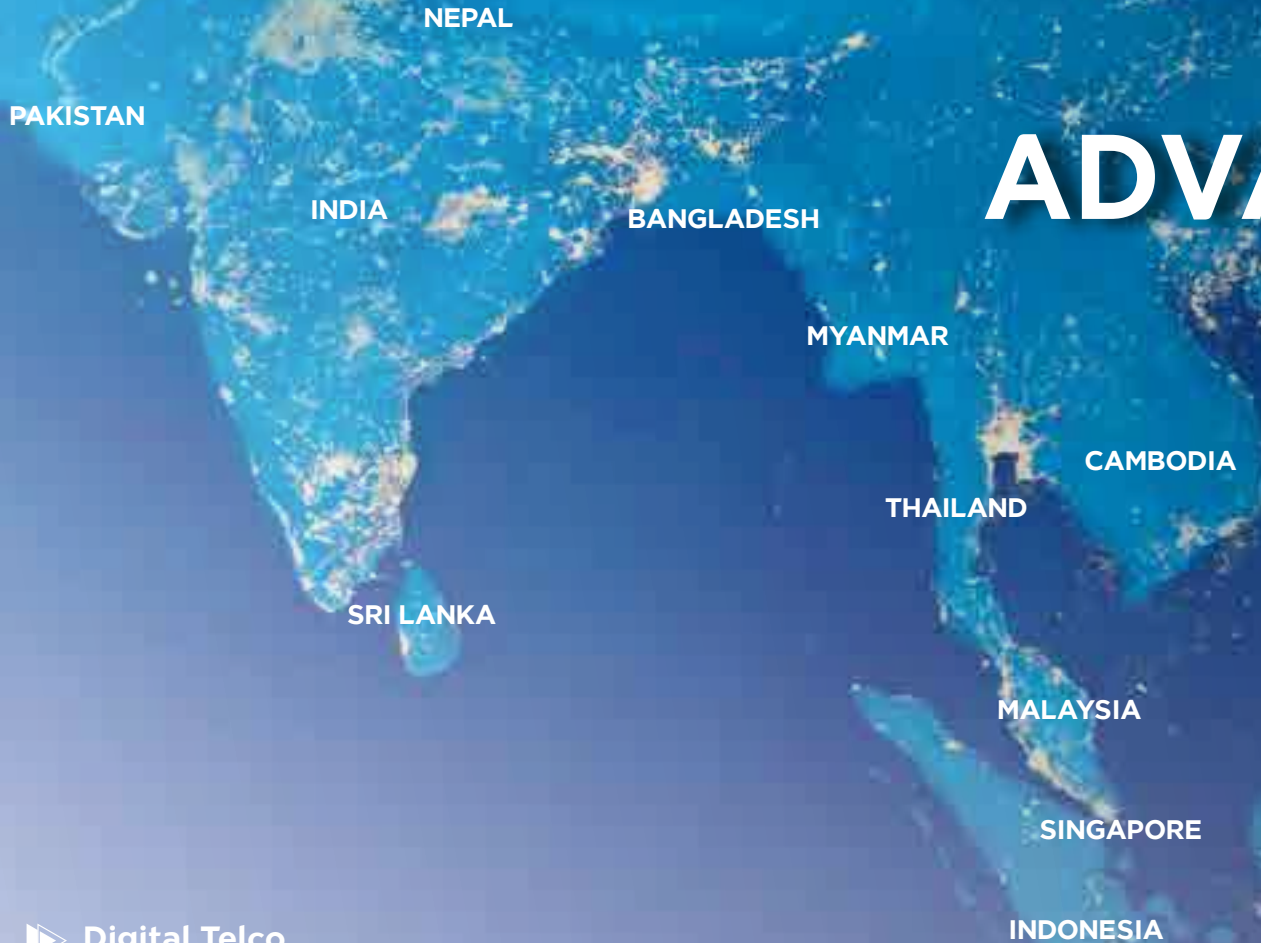 NEPAL
PAKISTAN
ADVA
INDIA
BANGLADESH
MYANMAR
CAMBODIA
THAILAND
SRI LANKA
MALAYSIA
SINGAPORE
INDONESIA
Digital Telco